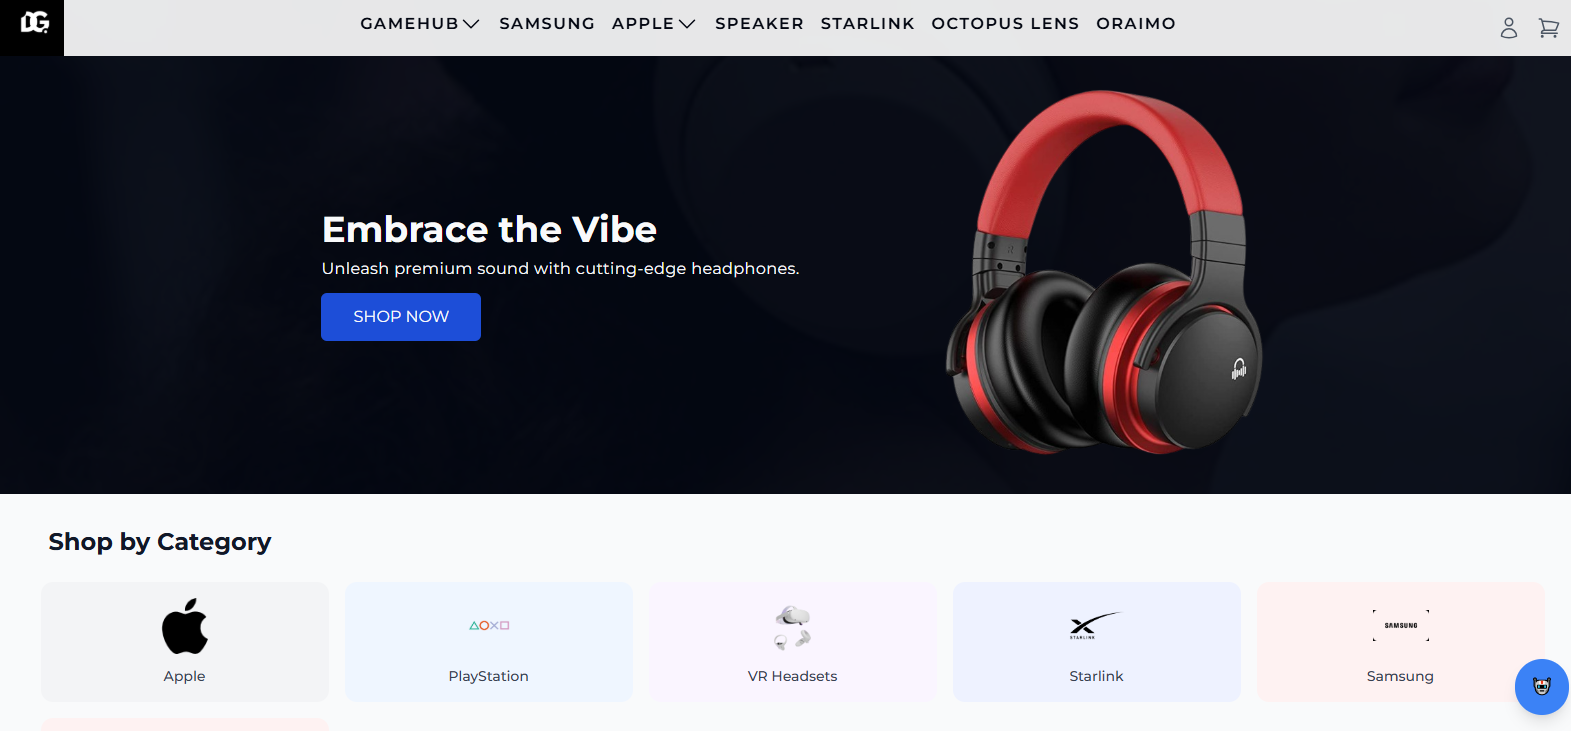 DG.
GAMEHUB SAMSUNG APPLE SPEAKER STARLINK OCTOPUS LENS ORAIMO
Embrace the Vibe
Unleash premium sound with cutting-edge headphones.
SHOP NOW
R
Shop by Category
STARLINK
SAMSUNG
Apple PlayStation VR Headsets Starlink Samsung